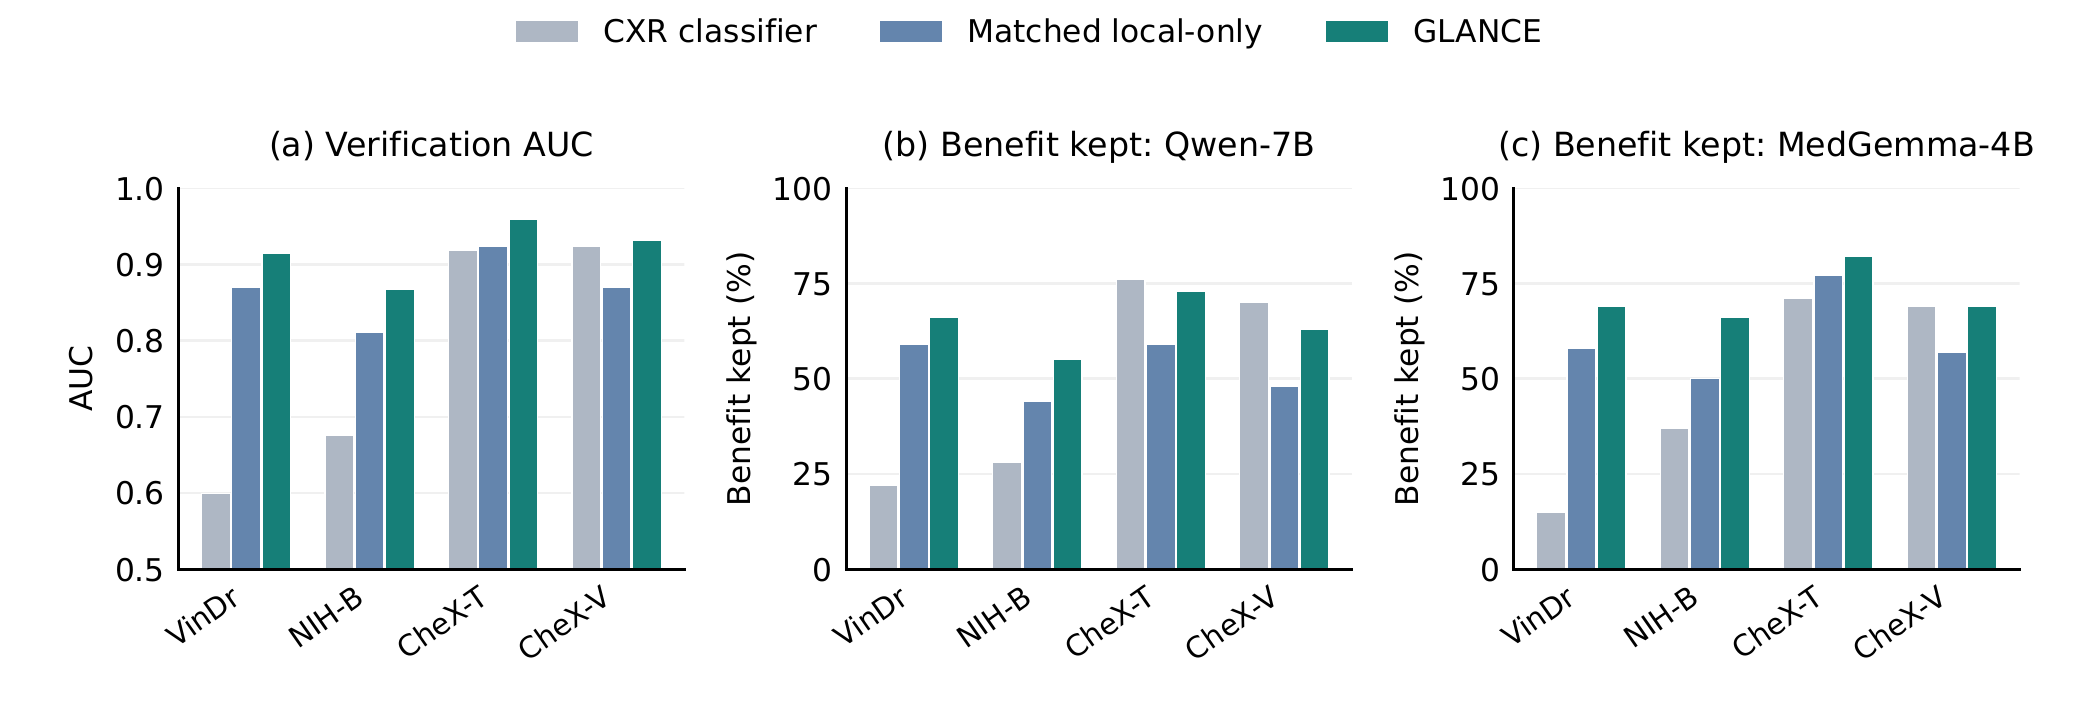 CXR classifier Matched local-only GLANCE
(a) Verification AUC
AUC
1.0
0.9
0.8
0.7
0.6
0.5
VinDr
NIH-B
CheX-T
CheX-V
(b) Benefit kept: Qwen-7B
Benefit kept (%)
100
75
50
25
0
VinDr
NIH-B
CheX-T
CheX-V
(c) Benefit kept: MedGemma-4B
Benefit kept (%)
100
75
50
25
0
VinDr
NIH-B
CheX-T
CheX-V